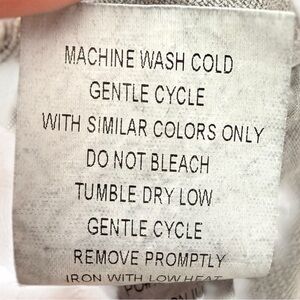 MACHINE WASH COLD
GENTLE CYCLE
WITH SIMILAR COLORS ONLY
DO NOT BLEACH
TUMBLE DRY LOW
GENTLE CYCLE
REMOVE PROMPTLY
IRON WITH LOW HEAT